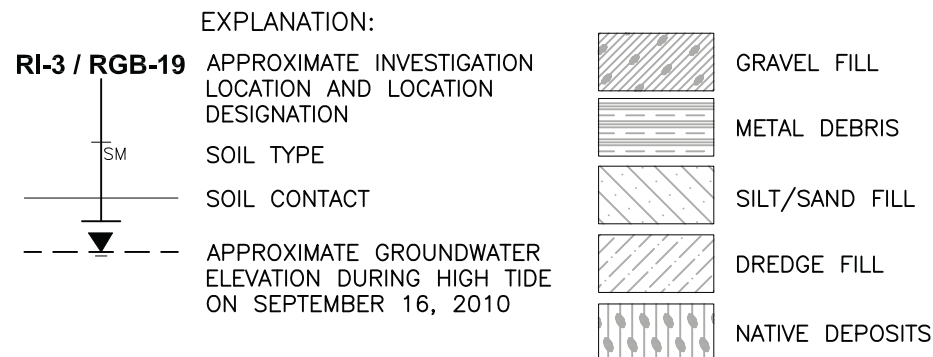 EXPLANATION:
RI-3 / RGB-19
APPROXIMATE INVESTIGATION
LOCATION AND LOCATION
DESIGNATION
SM
SOIL TYPE
SOIL CONTACT
APPROXIMATE GROUNDWATER
ELEVATION DURING HIGH TIDE
ON SEPTEMBER 16, 2010
GRAVEL FILL
METAL DEBRIS
SILT/SAND FILL
DREDGE FILL
NATIVE DEPOSITS